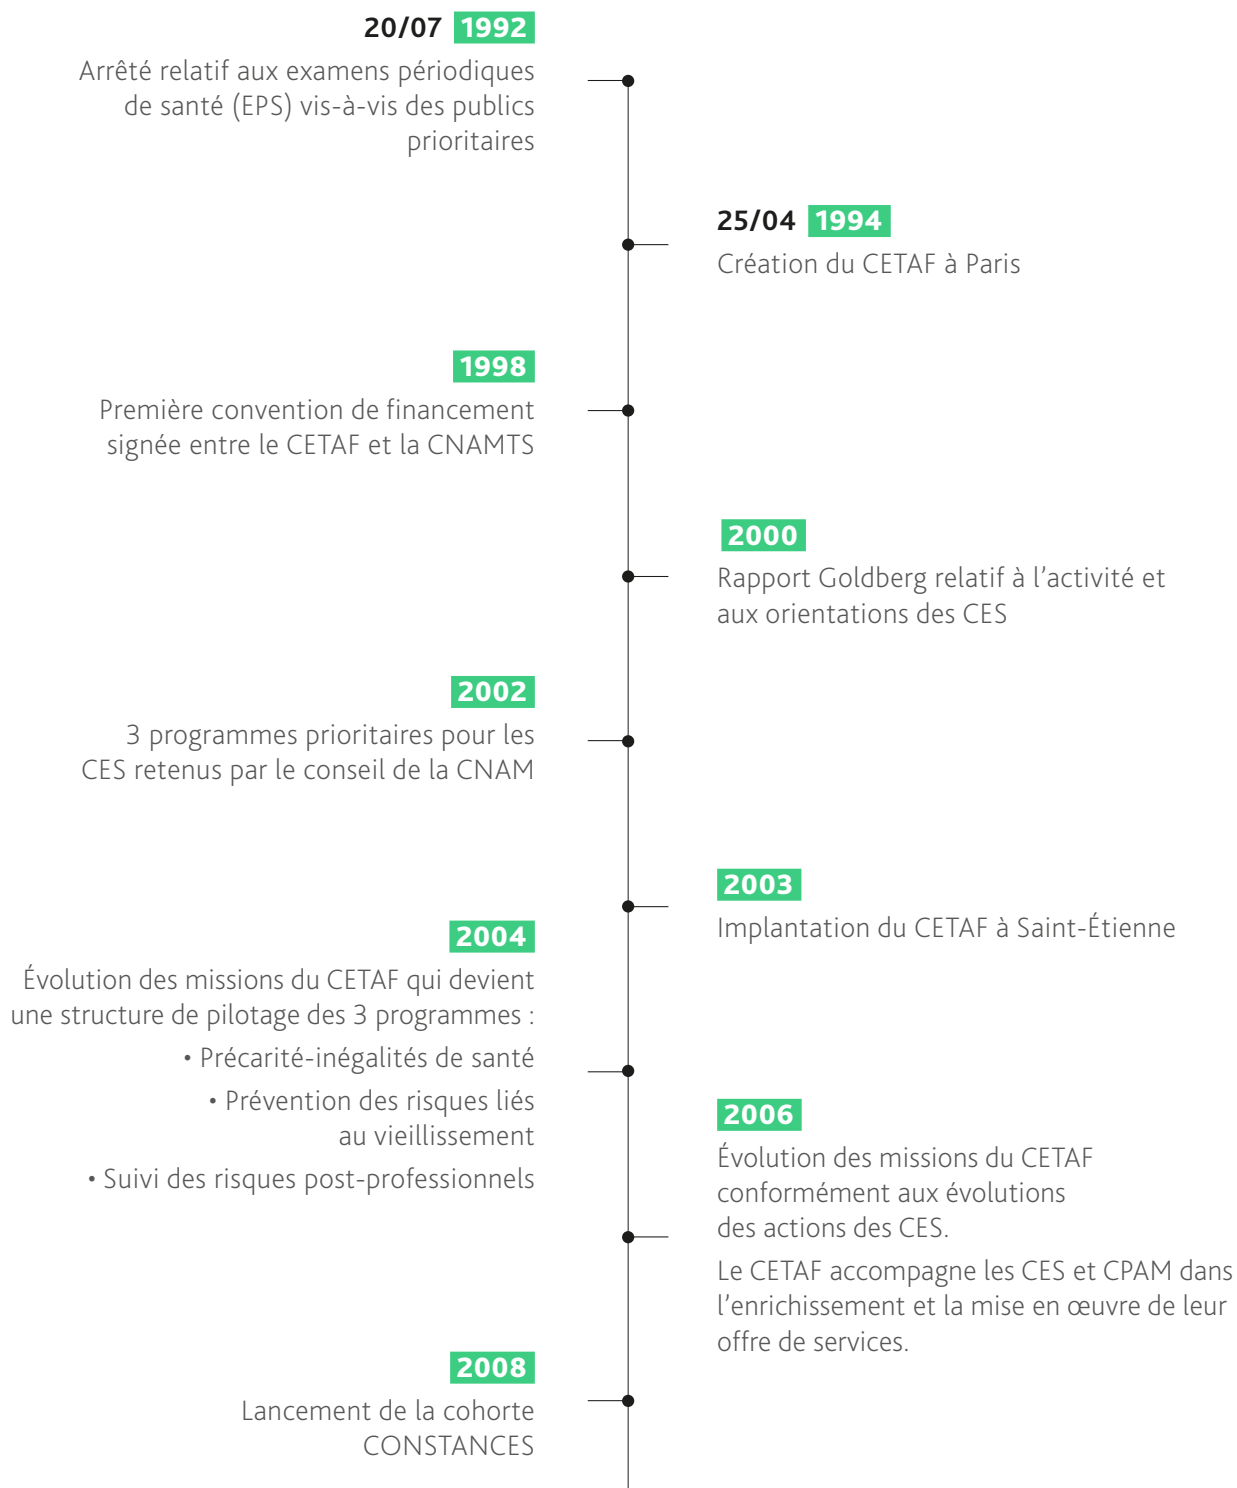 20/07 1992
Arrêté relatif aux examens périodiques
de santé (EPS) vis-à-vis des publics
prioritaires
25/04 1994
Création du CETAF à Paris
1998
Première convention de financement
signée entre le CETAF et la CNAMTS
2000
Rapport Goldberg relatif à l’activité et
aux orientations des CES
2002
3 programmes prioritaires pour les
CES retenus par le conseil de la CNAM
2003
Implantation du CETAF à Saint-Étienne
2004
Évolution des missions du CETAF qui devient
une structure de pilotage des 3 programmes :
• Précarité-inégalités de santé
• Prévention des risques liés
au vieillissement
• Suivi des risques post-professionnels
2006
Évolution des missions du CETAF
conformément aux évolutions
des actions des CES.
Le CETAF accompagne les CES et CPAM dans
l’enrichissement et la mise en œuvre de leur
offre de services.
2008
Lancement de la cohorte
CONSTANCES